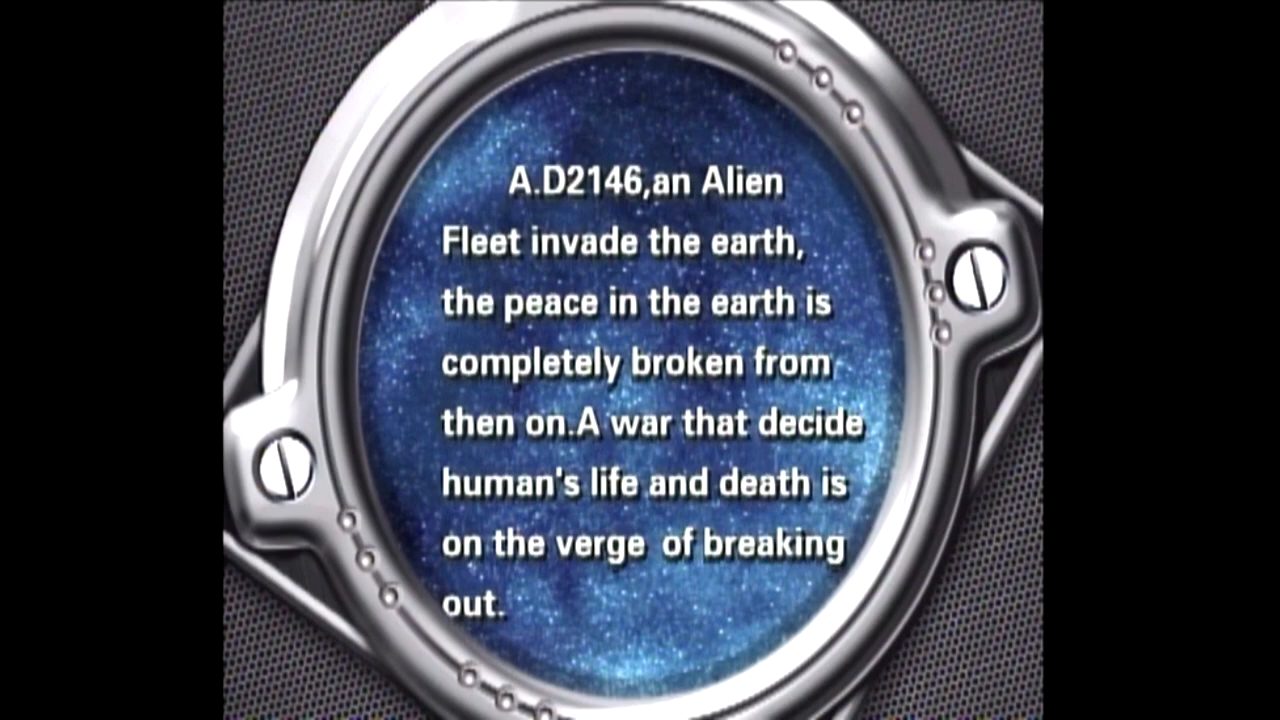 A.D2146,an Alien
Fleet invade the earth,
the peace in the earth is
completely broken from
then on.A war that decide
human's life and death is
on the verge of breaking
out.